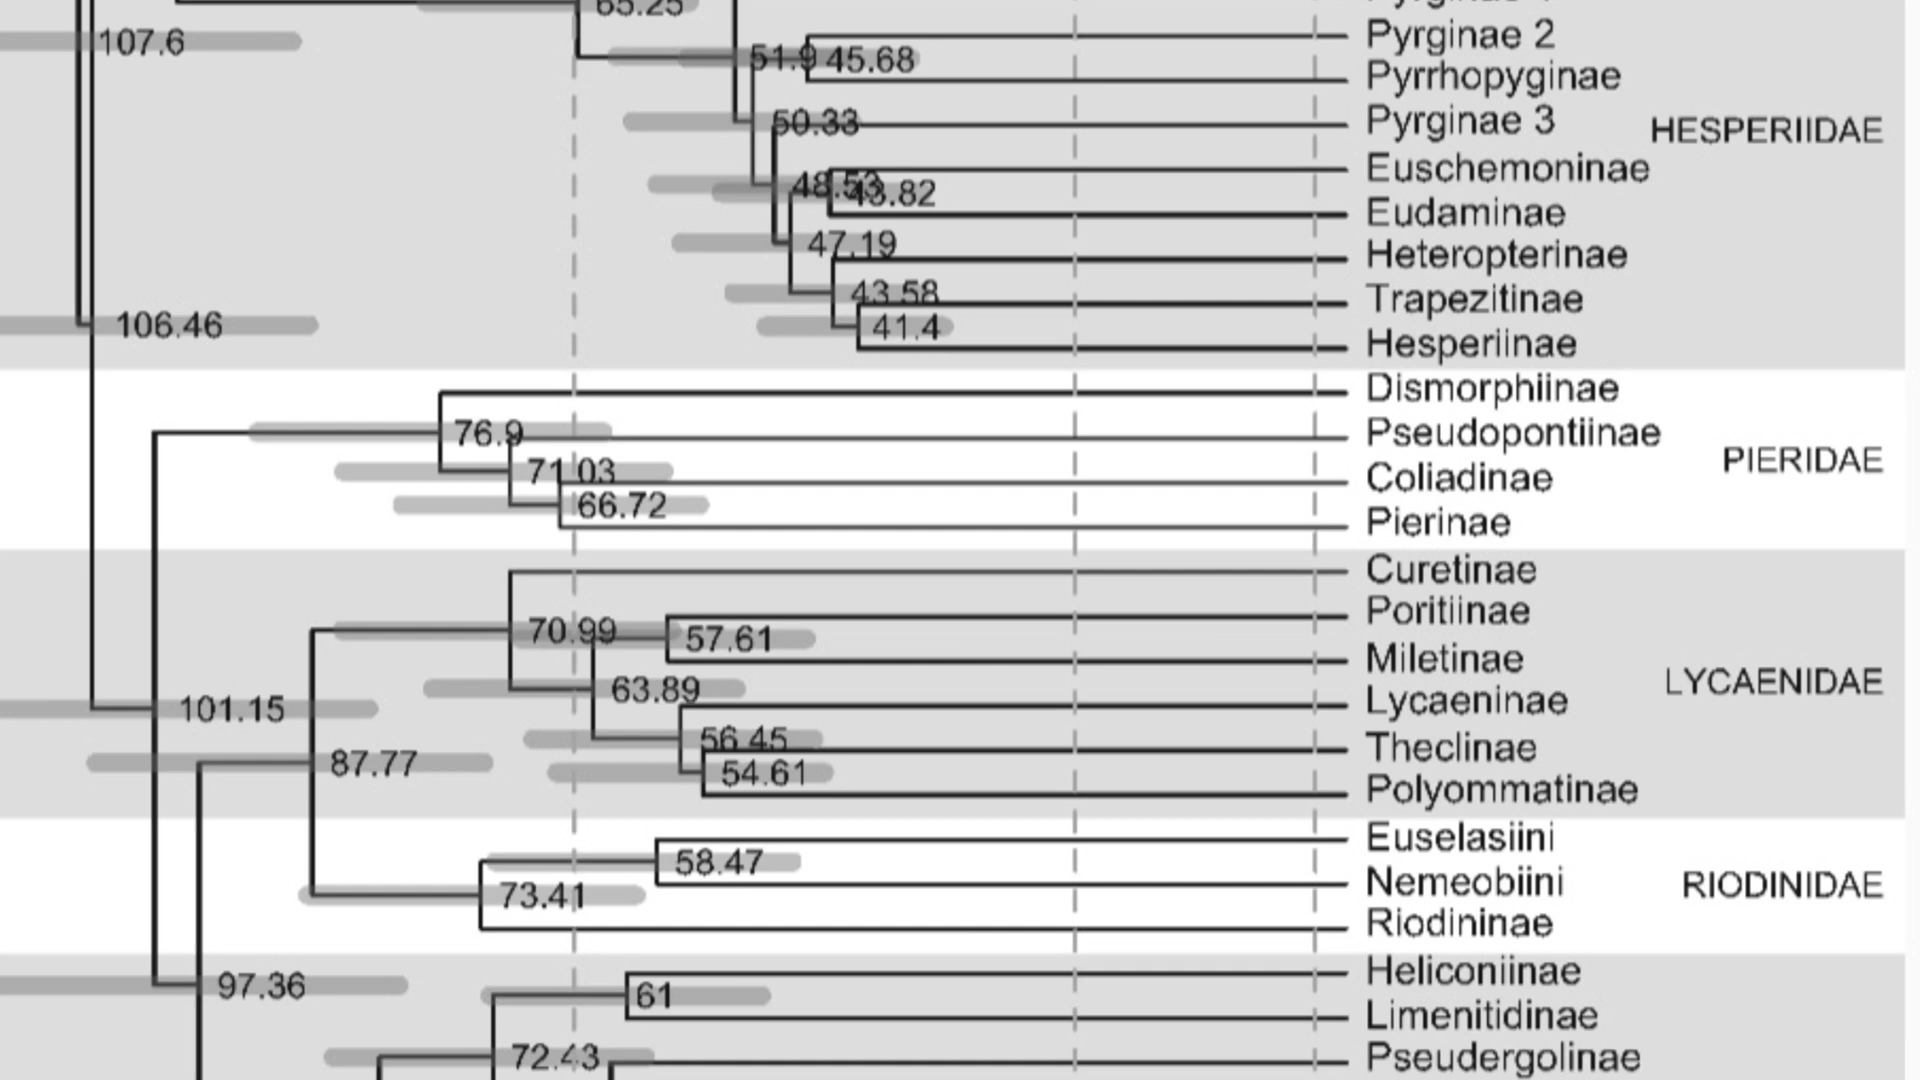 65.25
107.6
Pyrginae 2
51.9 45.68
Pyrrhopyginae
50.33
Pyrginae 3
HESPERIIDAE
Euschemoninae
48.53
43.82
Eudaminae
47.19
Heteropterinae
43.58
Trapezitinae
106.46
41.4
Hesperiinae
Dismorphiinae
76.9
Pseudopontiinae
PIERIDAE
71.03
Coliadinae
66.72
Pierinae
Curetinae
Poritiinae
70.99
57.61
Miletinae
LYCAENIDAE
63.89
Lycaeninae
101.15
56.45
Theclinae
87.77
54.61
Polyommatinae
Euselasiini
58.47
Nemeobiini
RIODINIDAE
73.41
Riodininae
Heliconiinae
97.36
61
Limenitidinae
72.43
Pseudergolinae